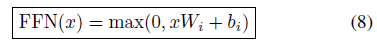 FFN(x) = max(0, xW_i + b_i) (8)